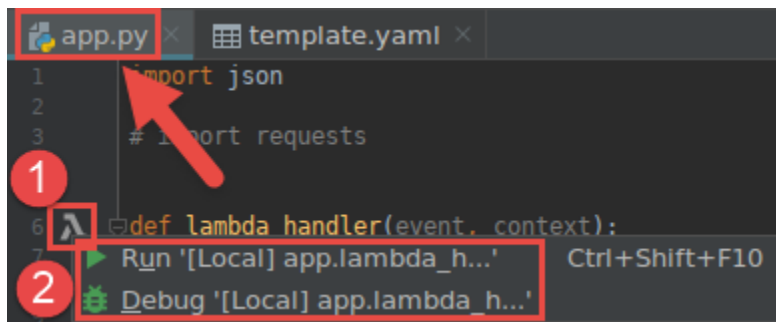 app.py × template.yaml ×
1 import json
2
3 # import requests
1
6 λ def lambda_handler(event, context):
7 Run '[Local] app.lambda_h...' Ctrl+Shift+F10
2 Debug '[Local] app.lambda_h...'